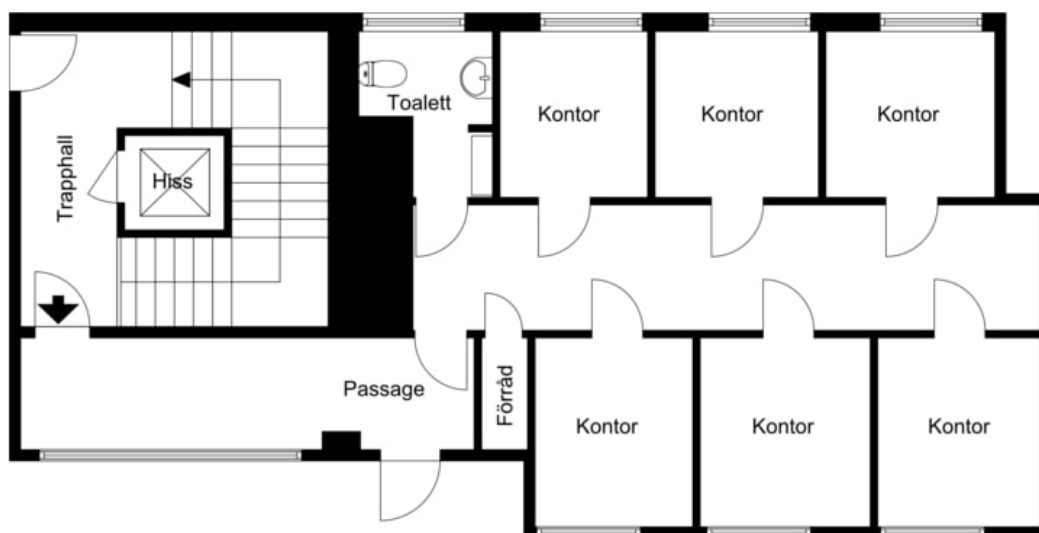 Toalett
Kontor
Kontor
Kontor
Trapphall
Hiss
Passage
Förråd
Kontor
Kontor
Kontor